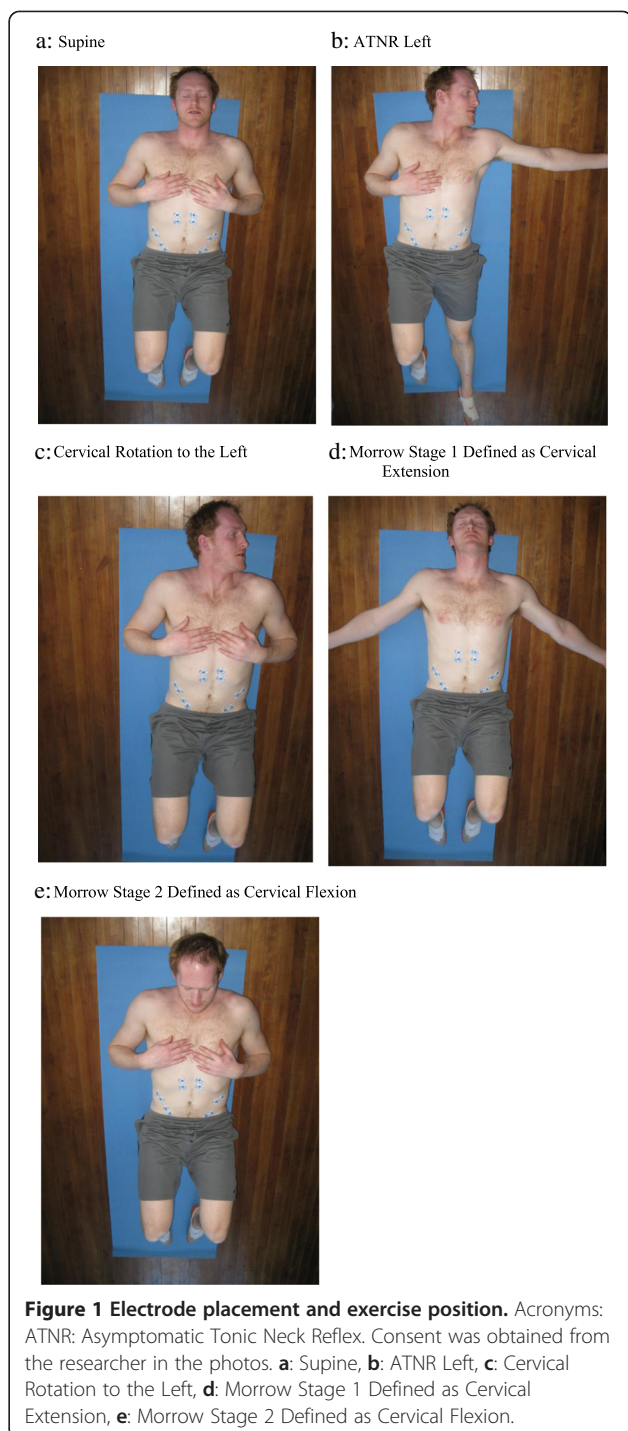 a: Supine
b: ATNR Left
c: Cervical Rotation to the Left
d: Morrow Stage 1 Defined as Cervical
Extension
e: Morrow Stage 2 Defined as Cervical Flexion
Figure 1 Electrode placement and exercise position. Acronyms:
ATNR: Asymptomatic Tonic Neck Reflex. Consent was obtained from
the researcher in the photos. a: Supine, b: ATNR Left, c: Cervical
Rotation to the Left, d: Morrow Stage 1 Defined as Cervical
Extension, e: Morrow Stage 2 Defined as Cervical Flexion.